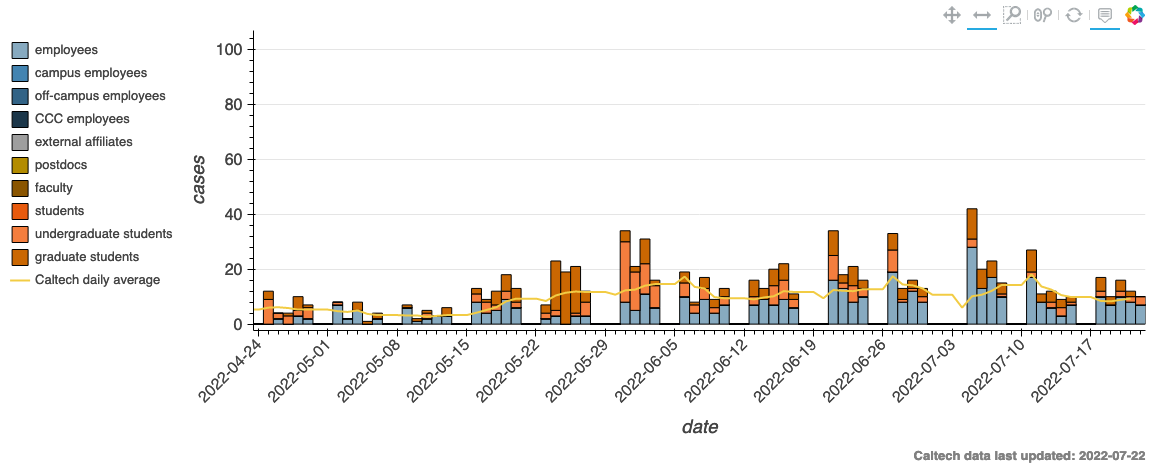 employees
campus employees
off-campus employees
CCC employees
external affiliates
postdocs
faculty
students
undergraduate students
graduate students
Caltech daily average
cases
100
80
60
40
20
0
2022-04-24
2022-05-01
2022-05-08
2022-05-15
2022-05-22
2022-05-29
2022-06-05
2022-06-12
2022-06-19
2022-06-26
2022-07-03
2022-07-10
2022-07-17
date
Caltech data last updated: 2022-07-22